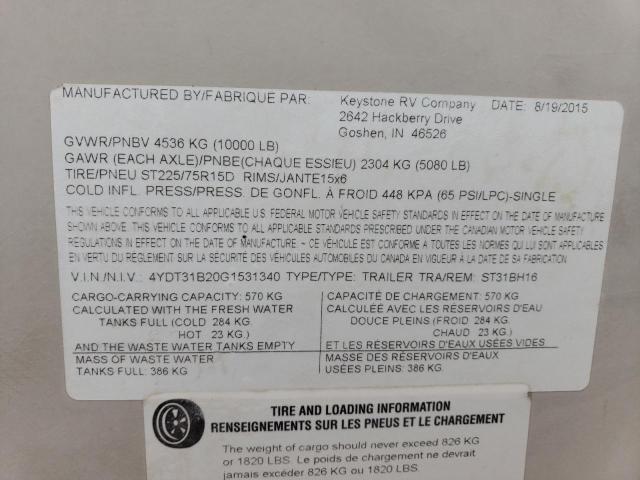 MANUFACTURED BY/FABRIQUE PAR: Keystone RV Company DATE: 8/19/2015
2642 Hackberry Drive
Goshen, IN 46526
GVWR/PNBV 4536 KG (10000 LB)
GAWR (EACH AXLE)/PNBE(CHAQUE ESSIEU) 2304 KG (5080 LB)
TIRE/PNEU ST225/75R15D RIMS/JANTE15x6
COLD INFL. PRESS/PRESS. DE GONFL. À FROID 448 KPA (65 PSI/LPC)-SINGLE
THIS VEHICLE CONFORMS TO ALL APPLICABLE U.S. FEDERAL MOTOR VEHICLE SAFETY STANDARDS IN EFFECT ON THE DATE OF MANUFACTURE
SHOWN ABOVE. THIS VEHICLE CONFORMS TO ALL APPLICABLE STANDARDS PRESCRIBED UNDER THE CANADIAN MOTOR VEHICLE SAFETY
REGULATIONS IN EFFECT ON THE DATE OF MANUFACTURE. ~ CE VÉHICULE EST CONFORME À TOUTES LES NORMES QUI LUI SONT APPLICABLES
EN VERTU DU RÈGLEMENT SUR LA SÉCURITÉ DES VÉHICULES AUTOMOBILES DU CANADA EN VIGUEUR À LA DATE DE SA FABRICATION
V.I.N./N.I.V.: 4YDT31B20G1531340 TYPE/TYPE: TRAILER TRA/REM: ST31BH16
CARGO-CARRYING CAPACITY: 570 KG
CALCULATED WITH THE FRESH WATER
TANKS FULL (COLD 284 KG.
HOT 23 KG.)
AND THE WASTE WATER TANKS EMPTY
MASS OF WASTE WATER
TANKS FULL: 386 KG
CAPACITÉ DE CHARGEMENT: 570 KG
CALCULÉE AVEC LES RÉSERVOIRS D'EAU
DOUCE PLEINS (FROID 284 KG
CHAUD 23 KG.)
ET LES RÉSERVOIRS D'EAUX USÉES VIDES
MASSE DES RÉSERVOIRS D'EAUX
USÉES PLEINS: 386 KG.
TIRE AND LOADING INFORMATION
RENSEIGNEMENTS SUR LES PNEUS ET LE CHARGEMENT
The weight of cargo should never exceed 826 KG
or 1820 LBS. Le poids de chargement ne devrait
jamais excéder 826 KG ou 1820 LBS.